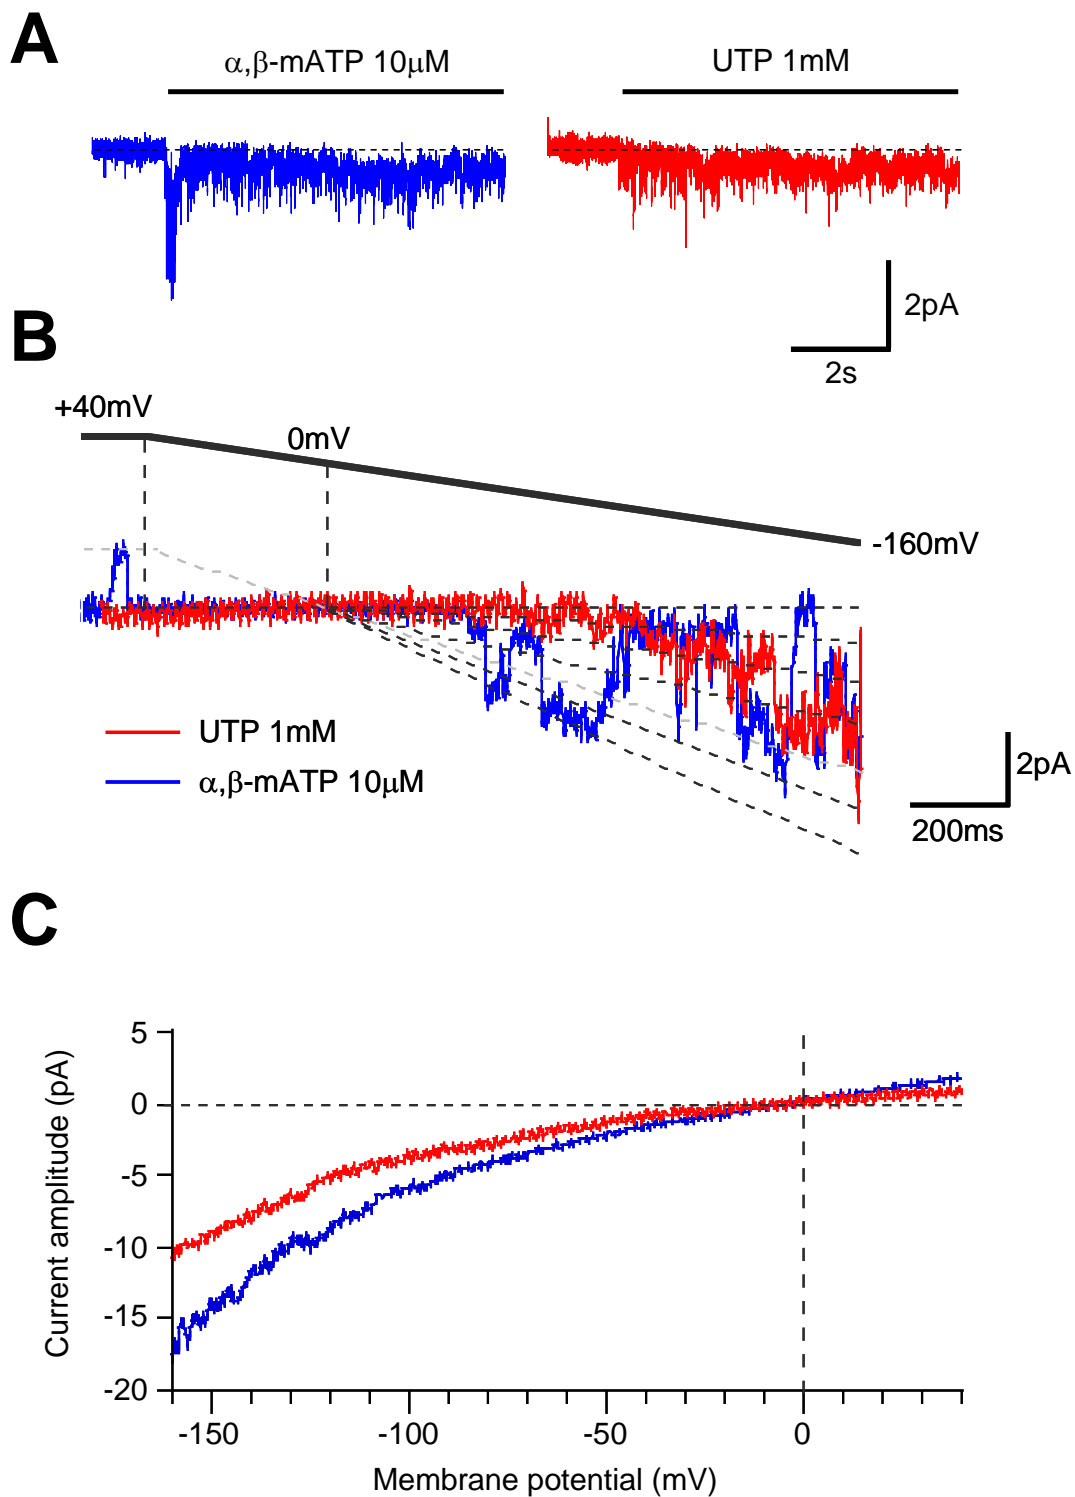 A
α,β-mATP 10μM
UTP 1mM
2pA
2s
B
+40mV
0mV
-160mV
UTP 1mM
α,β-mATP 10μM
2pA
200ms
C
5
0
-5
-10
-15
-20
Current amplitude (pA)
-150
-100
-50
0
Membrane potential (mV)